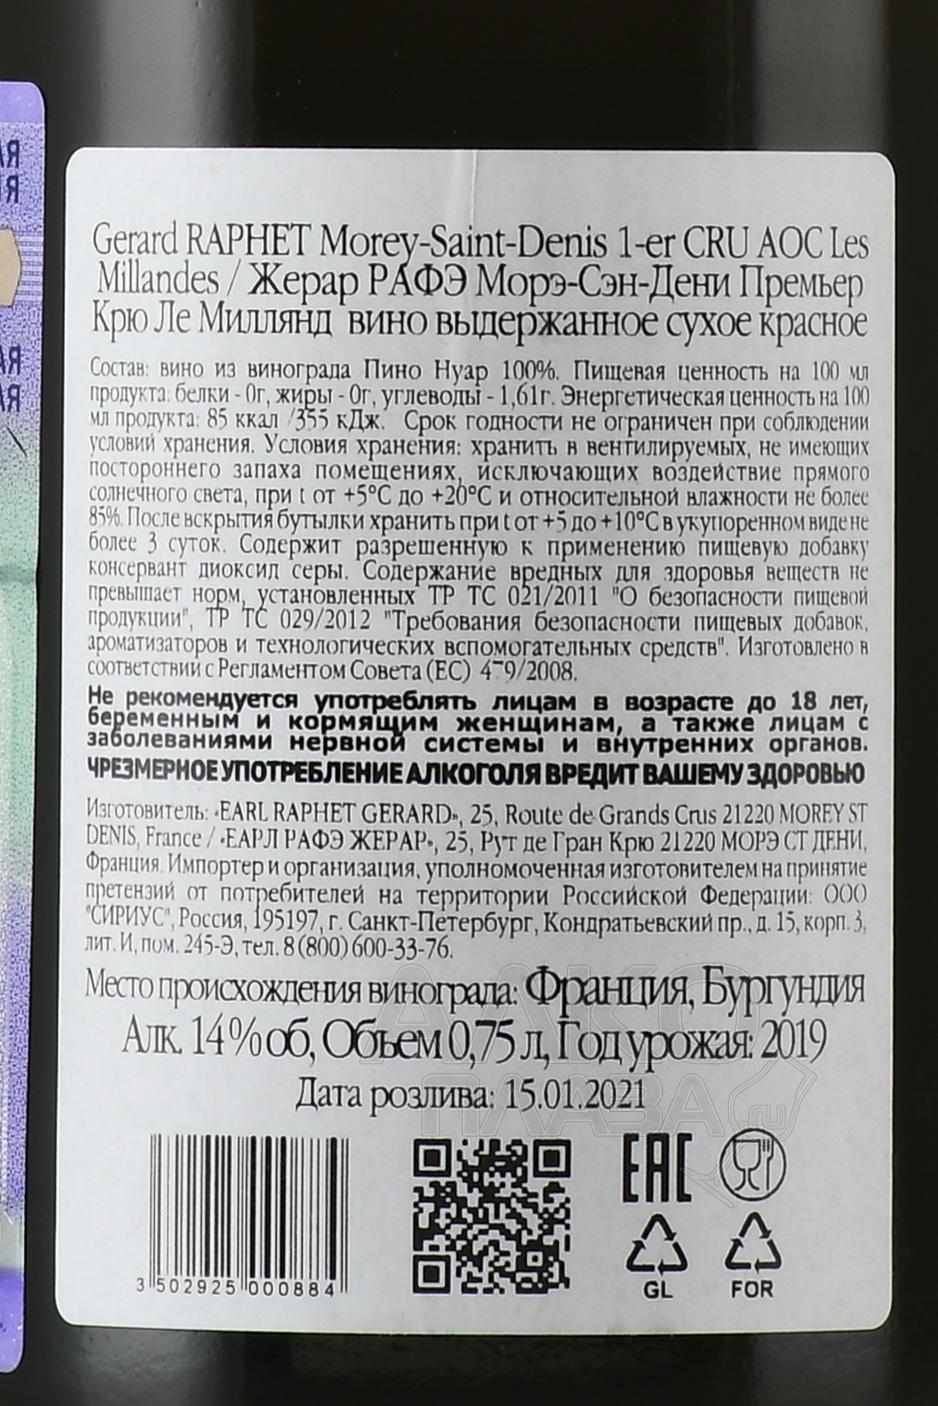 Gerard RAPHET Morey-Saint-Denis 1-er CRU AOC Les
Millandes / Жерар РАФЭ Морэ-Сэн-Дени Премьер
Крю Ле Миллянд вино выдержанное сухое красное
Состав: вино из винограда Пино Нуар 100%. Пищевая ценность на 100 мл
продукта: белки - 0г, жиры - 0г, углеводы - 1,61г. Энергетическая ценность на 100
мл продукта: 85 ккал /355 кДж. Срок годности не ограничен при соблюдении
условий хранения. Условия хранения: хранить в вентилируемых, не имеющих
постороннего запаха помещениях, исключающих воздействие прямого
солнечного света, при t от +5°C до +20°C и относительной влажности не более
85%. После вскрытия бутылки хранить при t от +5 до +10°C в укупоренном виде не
более 3 суток. Содержит разрешенную к применению пищевую добавку
консервант диоксид серы. Содержание вредных для здоровья веществ не
превышает норм, установленных ТР ТС 021/2011 "О безопасности пищевой
продукции", ТР ТС 029/2012 "Требования безопасности пищевых добавок,
ароматизаторов и технологических вспомогательных средств". Изготовлено в
соответствии с Регламентом Совета (ЕС) 479/2008.
Не рекомендуется употреблять лицам в возрасте до 18 лет,
беременным и кормящим женщинам, а также лицам с
заболеваниями нервной системы и внутренних органов.
ЧРЕЗМЕРНОЕ УПОТРЕБЛЕНИЕ АЛКОГОЛЯ ВРЕДИТ ВАШЕМУ ЗДОРОВЬЮ
Изготовитель: «EARL RAPHET GERARD», 25, Route de Grands Crus 21220 MOREY ST
DENIS, France / «ЕАРЛ РАФЭ ЖЕРАР», 25, Рут де Гран Крю 21220 МОРЭ СТ ДЕНИ,
Франция. Импортер и организация, уполномоченная изготовителем на принятие
претензий от потребителей на территории Российской Федерации: ООО
"СИРИУС", Россия, 195197, г. Санкт-Петербург, Кондратьевский пр., д. 15, корп. 3,
лит. И, пом. 245-Э, тел. 8 (800) 600-33-76.
Место происхождения винограда: Франция, Бургундия
Алк. 14% об, Объем 0,75 л, Год урожая: 2019
Дата розлива: 15.01.2021
АЛКО
ПЛАЗА.ru
EAC
3 502925 000884
GL
FOR